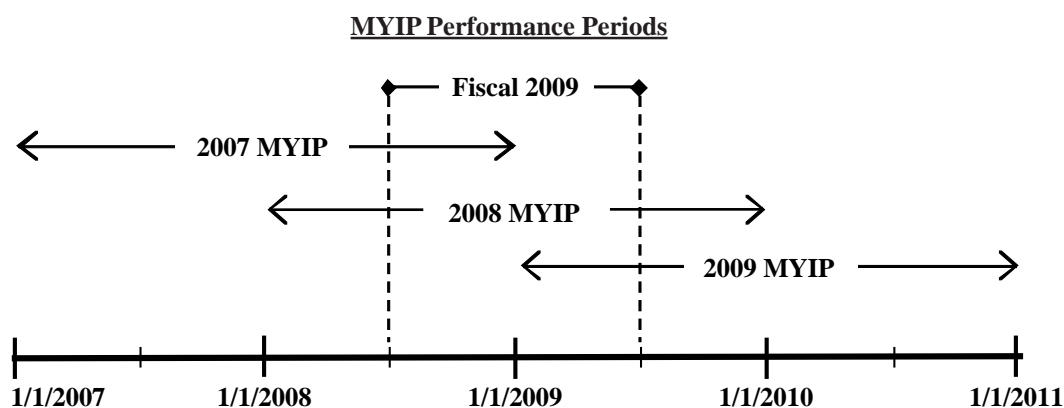 MYIP Performance Periods
Fiscal 2009
2007 MYIP
2008 MYIP
2009 MYIP
1/1/2007 1/1/2008 1/1/2009 1/1/2010 1/1/2011